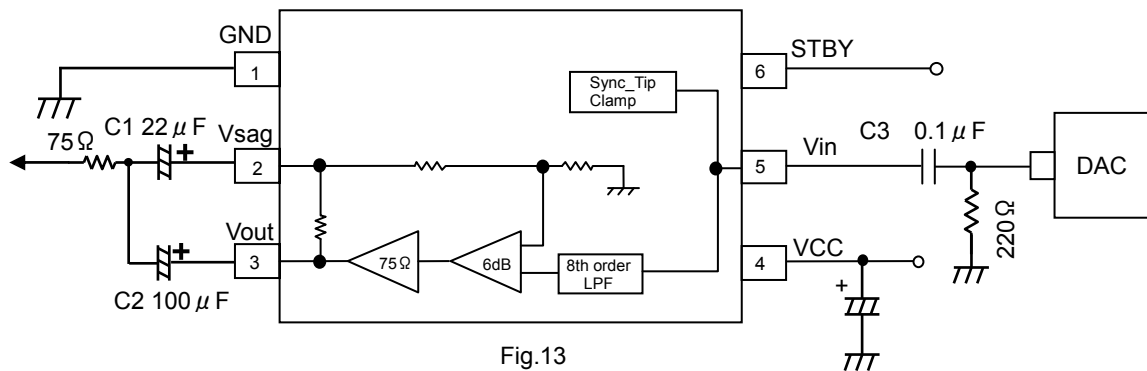 GND
1
STBY
6
Sync_Tip
Clamp
75Ω
C1 22μF
Vsag
2
Vin
5
C3 0.1μF
DAC
220Ω
Vout
3
75Ω
6dB
8th order
LPF
VCC
4
C2 100μF
Fig.13